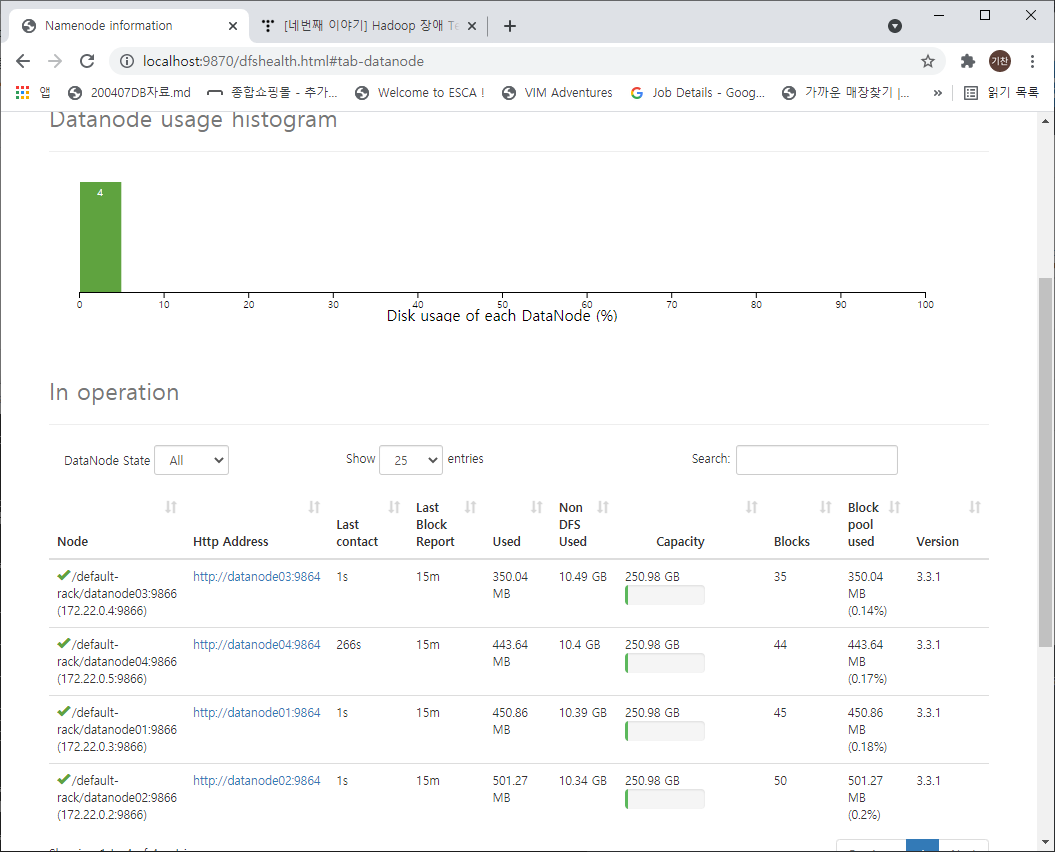 Namenode information
[네번째 이야기] Hadoop 장애 Te
localhost:9870/dfshealth.html#tab-datanode
기찬
앱 200407DB자료.md 종합쇼핑몰 - 추가... Welcome to ESCA ! VIM Adventures Job Details - Goog... 가까운 매장찾기 |... » 읽기 목록
Datanode usage histogram
4
0 10 20 30 40 50 60 70 80 90 100
Disk usage of each DataNode (%)
In operation
DataNode State All Show 25 entries Search:
Node Http Address Last contact Last Block Report Used Non DFS Used Capacity Blocks Block pool used Version
/default- http://datanode03:9864 1s 15m 350.04 10.49 GB 250.98 GB 35 350.04 3.3.1
rack/datanode03:9866 MB MB
(172.22.0.4:9866) (0.14%)
/default- http://datanode04:9864 266s 15m 443.64 10.4 GB 250.98 GB 44 443.64 3.3.1
rack/datanode04:9866 MB MB
(172.22.0.5:9866) (0.17%)
/default- http://datanode01:9864 1s 15m 450.86 10.39 GB 250.98 GB 45 450.86 3.3.1
rack/datanode01:9866 MB MB
(172.22.0.3:9866) (0.18%)
/default- http://datanode02:9864 1s 15m 501.27 10.34 GB 250.98 GB 50 501.27 3.3.1
rack/datanode02:9866 MB MB
(172.22.0.2:9866) (0.2%)